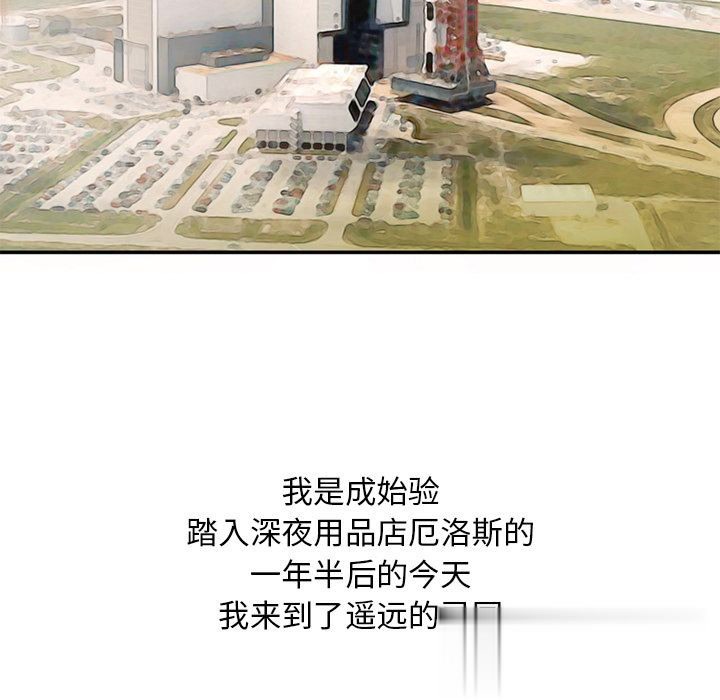 我是成始验
踏入深夜用品店厄洛斯的
一年半后的今天
我来到了遥远的